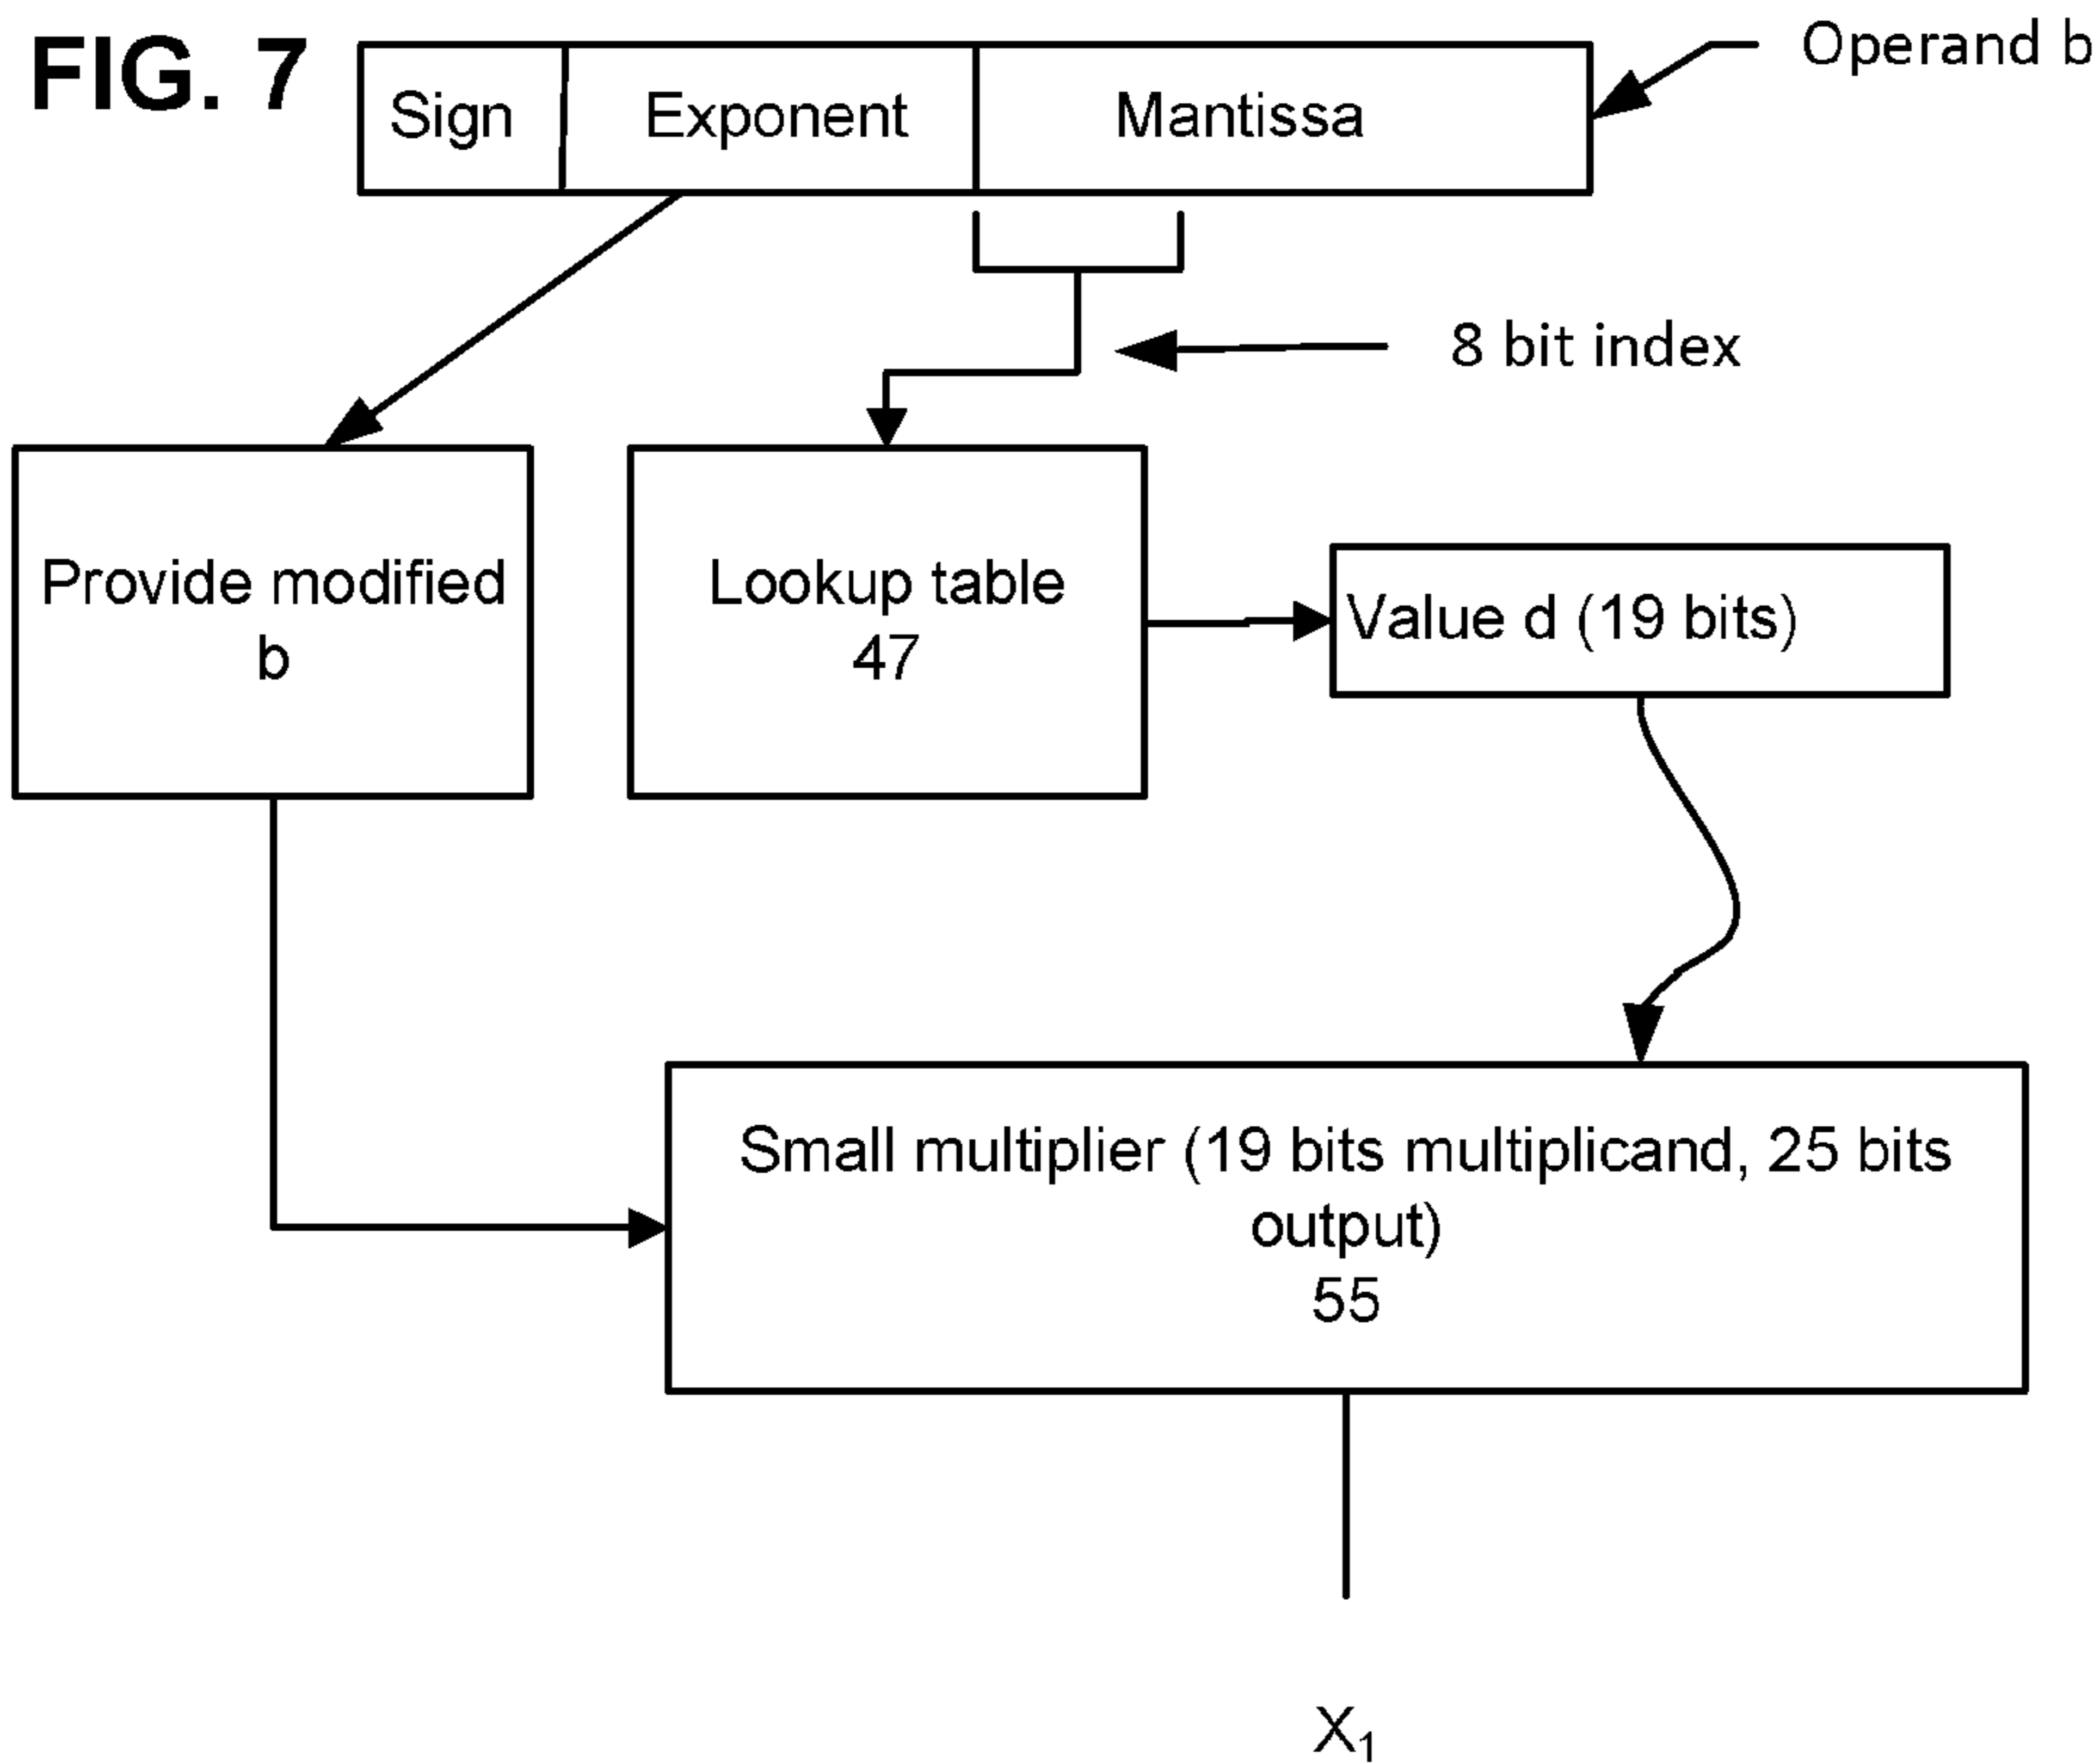 FIG. 7
Sign
Exponent
Mantissa
Operand b
8 bit index
Provide modified
b
Lookup table
47
Value d (19 bits)
Small multiplier (19 bits multiplicand, 25 bits
output)
55
X₁